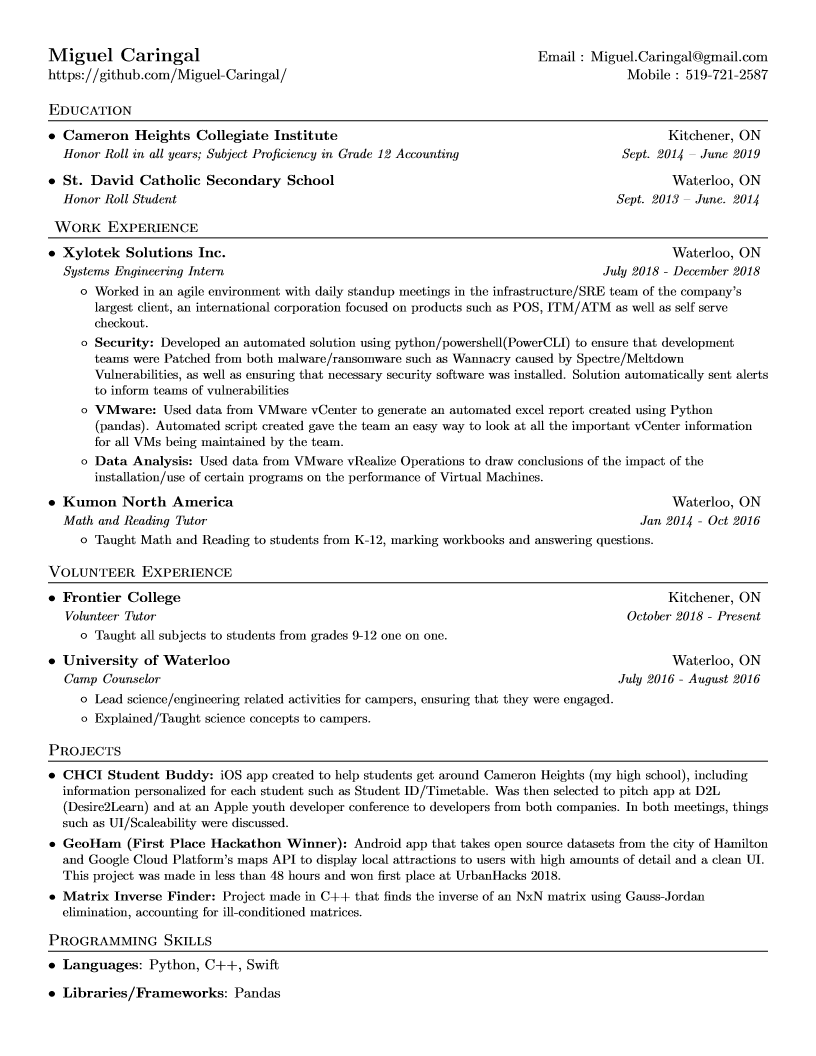 Miguel Caringal
Email : Miguel.Caringal@gmail.com
https://github.com/Miguel-Caringal/
Mobile : 519-721-2587
Education
• Cameron Heights Collegiate Institute Kitchener, ON
Honor Roll in all years; Subject Proficiency in Grade 12 Accounting Sept. 2014 – June 2019
• St. David Catholic Secondary School Waterloo, ON
Honor Roll Student Sept. 2013 – June. 2014
Work Experience
• Xylotek Solutions Inc. Waterloo, ON
Systems Engineering Intern July 2018 - December 2018
◦ Worked in an agile environment with daily standup meetings in the infrastructure/SRE team of the company's
largest client, an international corporation focused on products such as POS, ITM/ATM as well as self serve
checkout.
◦ Security: Developed an automated solution using python/powershell(PowerCLI) to ensure that development
teams were Patched from both malware/ransomware such as Wannacry caused by Spectre/Meltdown
Vulnerabilities, as well as ensuring that necessary security software was installed. Solution automatically sent alerts
to inform teams of vulnerabilities
◦ VMware: Used data from VMware vCenter to generate an automated excel report created using Python
(pandas). Automated script created gave the team an easy way to look at all the important vCenter information
for all VMs being maintained by the team.
◦ Data Analysis: Used data from VMware vRealize Operations to draw conclusions of the impact of the
installation/use of certain programs on the performance of Virtual Machines.
• Kumon North America Waterloo, ON
Math and Reading Tutor Jan 2014 - Oct 2016
◦ Taught Math and Reading to students from K-12, marking workbooks and answering questions.
Volunteer Experience
• Frontier College Kitchener, ON
Volunteer Tutor October 2018 - Present
◦ Taught all subjects to students from grades 9-12 one on one.
• University of Waterloo Waterloo, ON
Camp Counselor July 2016 - August 2016
◦ Lead science/engineering related activities for campers, ensuring that they were engaged.
◦ Explained/Taught science concepts to campers.
Projects
• CHCI Student Buddy: iOS app created to help students get around Cameron Heights (my high school), including
information personalized for each student such as Student ID/Timetable. Was then selected to pitch app at D2L
(Desire2Learn) and at an Apple youth developer conference to developers from both companies. In both meetings, things
such as UI/Scaleability were discussed.
• GeoHam (First Place Hackathon Winner): Android app that takes open source datasets from the city of Hamilton
and Google Cloud Platform's maps API to display local attractions to users with high amounts of detail and a clean UI.
This project was made in less than 48 hours and won first place at UrbanHacks 2018.
• Matrix Inverse Finder: Project made in C++ that finds the inverse of an NxN matrix using Gauss-Jordan
elimination, accounting for ill-conditioned matrices.
Programming Skills
• Languages: Python, C++, Swift
• Libraries/Frameworks: Pandas